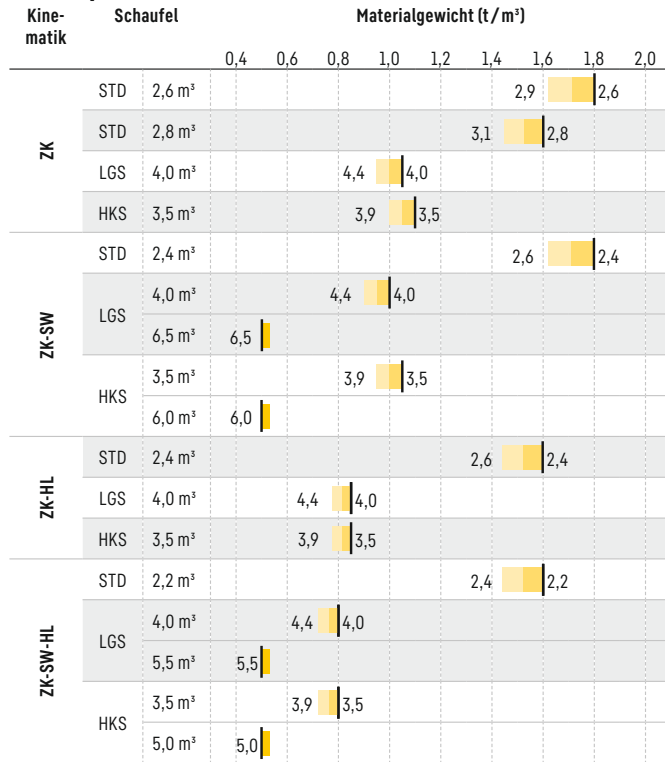 Kine-
matik
Schaufel
Materialgewicht (t / m³)
0,4 0,6 0,8 1,0 1,2 1,4 1,6 1,8 2,0
ZK
STD 2,6 m³ 2,9 2,6
STD 2,8 m³ 3,1 2,8
LGS 4,0 m³ 4,4 4,0
HKS 3,5 m³ 3,9 3,5
ZK-SW
STD 2,4 m³ 2,6 2,4
LGS
4,0 m³ 4,4 4,0
6,5 m³ 6,5
HKS
3,5 m³ 3,9 3,5
6,0 m³ 6,0
ZK-HL
STD 2,4 m³ 2,6 2,4
LGS 4,0 m³ 4,4 4,0
HKS 3,5 m³ 3,9 3,5
ZK-SW-HL
STD 2,2 m³ 2,4 2,2
LGS
4,0 m³ 4,4 4,0
5,5 m³ 5,5
HKS
3,5 m³ 3,9 3,5
5,0 m³ 5,0